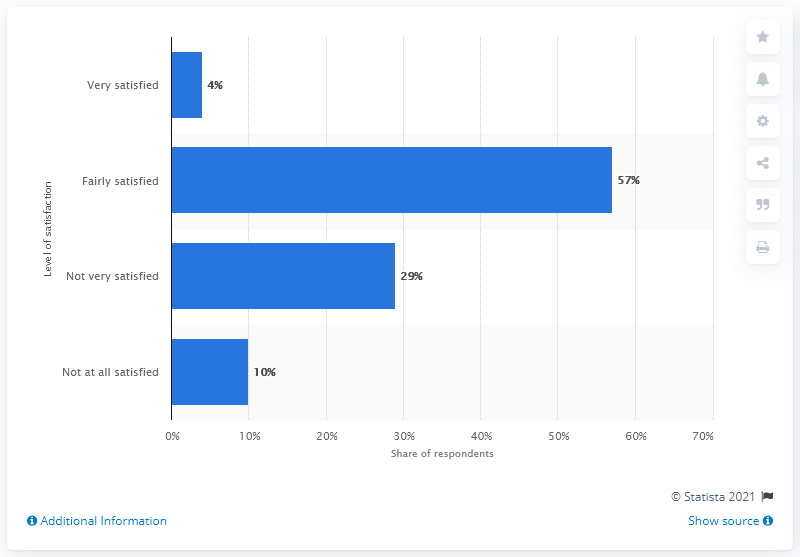 Level of satisfaction
Very satisfied 4%
Fairly satisfied 57%
Not very satisfied 29%
Not at all satisfied 10%
0% 10% 20% 30% 40% 50% 60% 70%
Share of respondents
© Statista 2021
Additional Information Show source